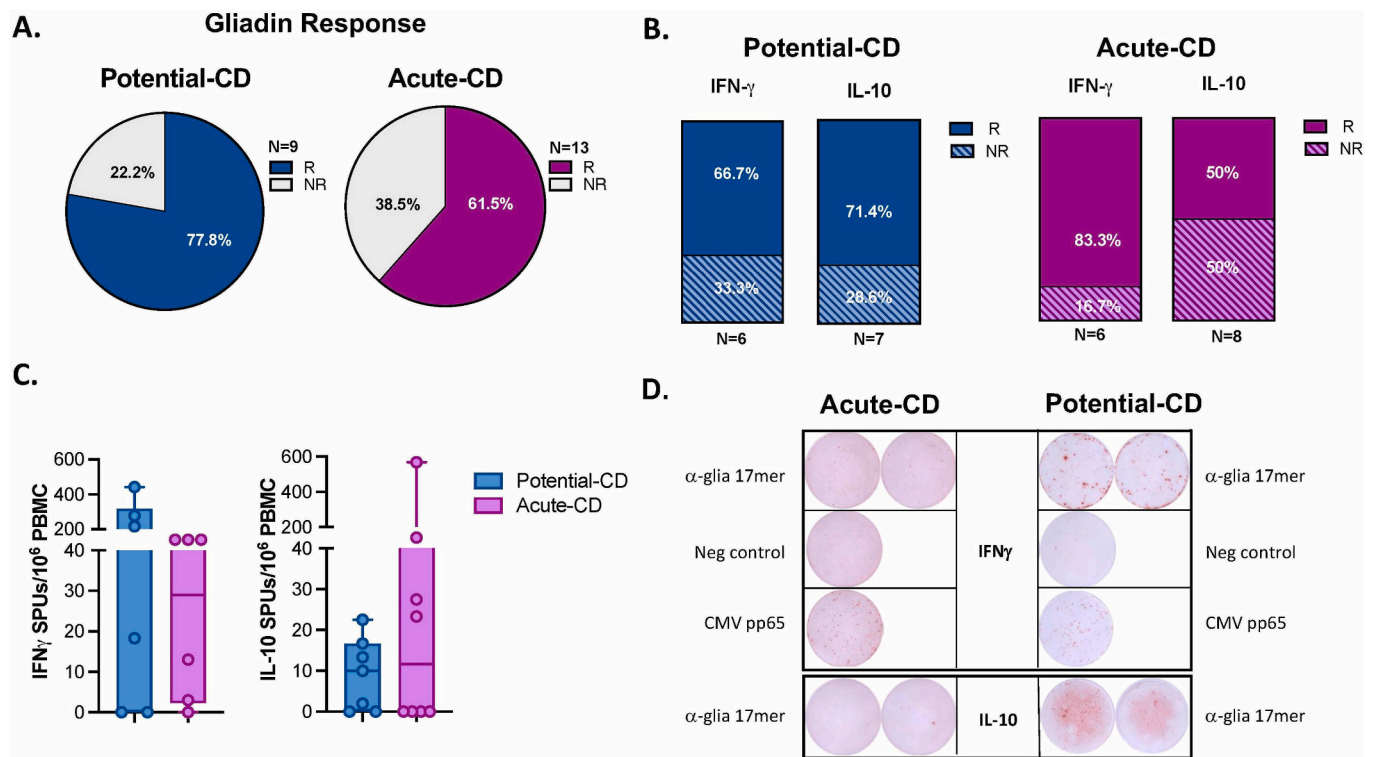 A.
Gliadin Response
Potential-CD
Acute-CD
22.2%
77.8%
N=9
R
NR
38.5%
61.5%
N=13
R
NR
B.
Potential-CD
Acute-CD
IFN-γ
IL-10
IFN-γ
IL-10
66.7%
33.3%
N=6
71.4%
28.6%
N=7
R
NR
83.3%
16.7%
N=6
50%
50%
N=8
R
NR
C.
IFNγ SPUs/10⁶ PBMC
600
400
200
40
30
20
10
0
IL-10 SPUs/10⁶ PBMC
600
400
200
40
30
20
10
0
Potential-CD
Acute-CD
D.
Acute-CD
Potential-CD
α-glia 17mer
α-glia 17mer
Neg control
IFNγ
Neg control
CMV pp65
CMV pp65
α-glia 17mer
IL-10
α-glia 17mer